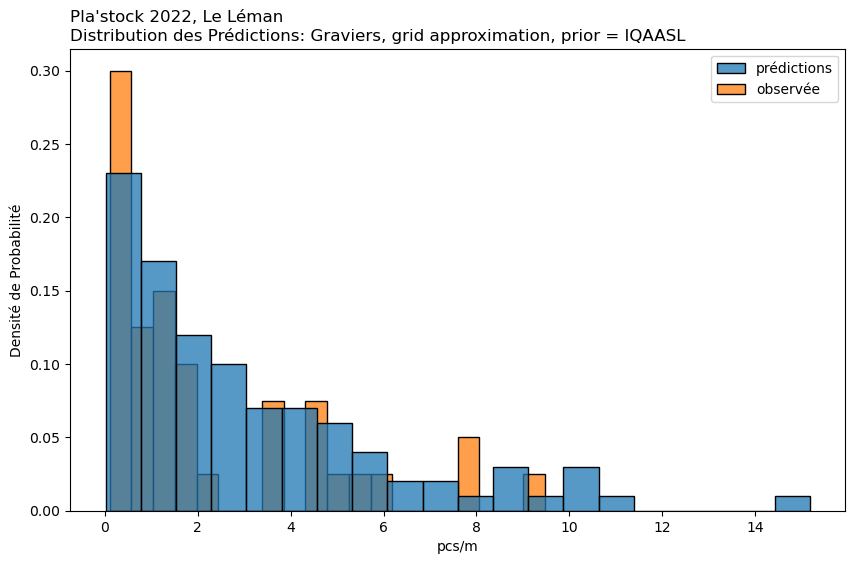 Pla'stock 2022, Le Léman
Distribution des Prédictions: Graviers, grid approximation, prior = IQAASL
prédictions
observée
Densité de Probabilité
0.30
0.25
0.20
0.15
0.10
0.05
0.00
0 2 4 6 8 10 12 14
pcs/m